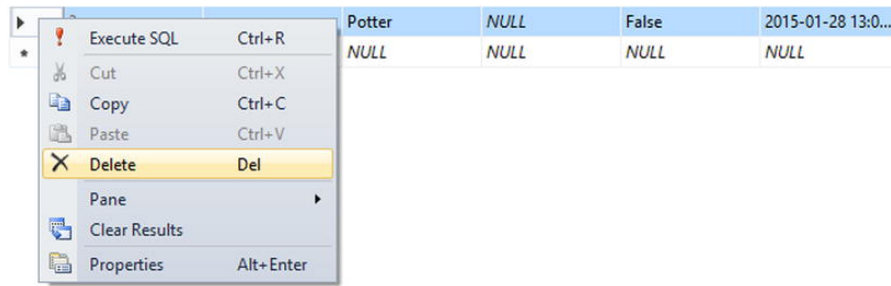 Potter NULL False 2015-01-28 13:0...
Execute SQL Ctrl+R
NULL NULL NULL NULL
Cut Ctrl+X
Copy Ctrl+C
Paste Ctrl+V
Delete Del
Pane
Clear Results
Properties Alt+Enter